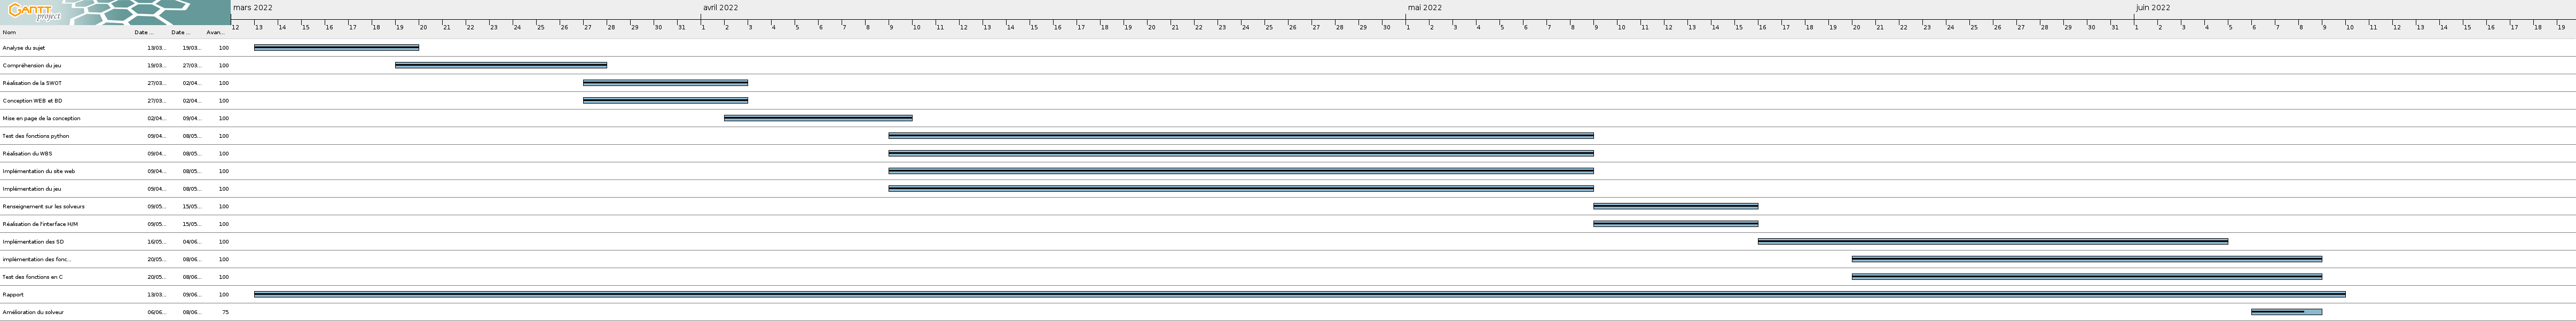 GANTT
project
mars 2022 avril 2022 mai 2022 juin 2022
12 13 14 15 16 17 18 19 20 21 22 23 24 25 26 27 28 29 30 31 1 2 3 4 5 6 7 8 9 10 11 12 13 14 15 16 17 18 19 20 21 22 23 24 25 26 27 28 29 30 1 2 3 4 5 6 7 8 9 10 11 12 13 14 15 16 17 18 19 20 21 22 23 24 25 26 27 28 29 30 31 1 2 3 4 5 6 7 8 9 10 11 12 13 14 15 16 17 18 19
Nom Date ... Date ... Avan...
Analyse du sujet 13/03... 19/03... 100
Compréhension du jeu 19/03... 27/03... 100
Réalisation de la SWOT 27/03... 02/04... 100
Conception WEB et BD 27/03... 02/04... 100
Mise en page de la conception 02/04... 09/04... 100
Test des fonctions python 09/04... 08/05... 100
Réalisation du WBS 09/04... 08/05... 100
Implémentation du site web 09/04... 08/05... 100
Implémentation du jeu 09/04... 08/05... 100
Renseignement sur les solveurs 09/05... 15/05... 100
Réalisation de l'interface H/M 09/05... 15/05... 100
Implémentation des SD 16/05... 04/06... 100
implémentation des fonc... 20/05... 08/06... 100
Test des fonctions en C 20/05... 08/06... 100
Rapport 13/03... 09/06... 100
Amélioration du solveur 06/06... 08/06... 75